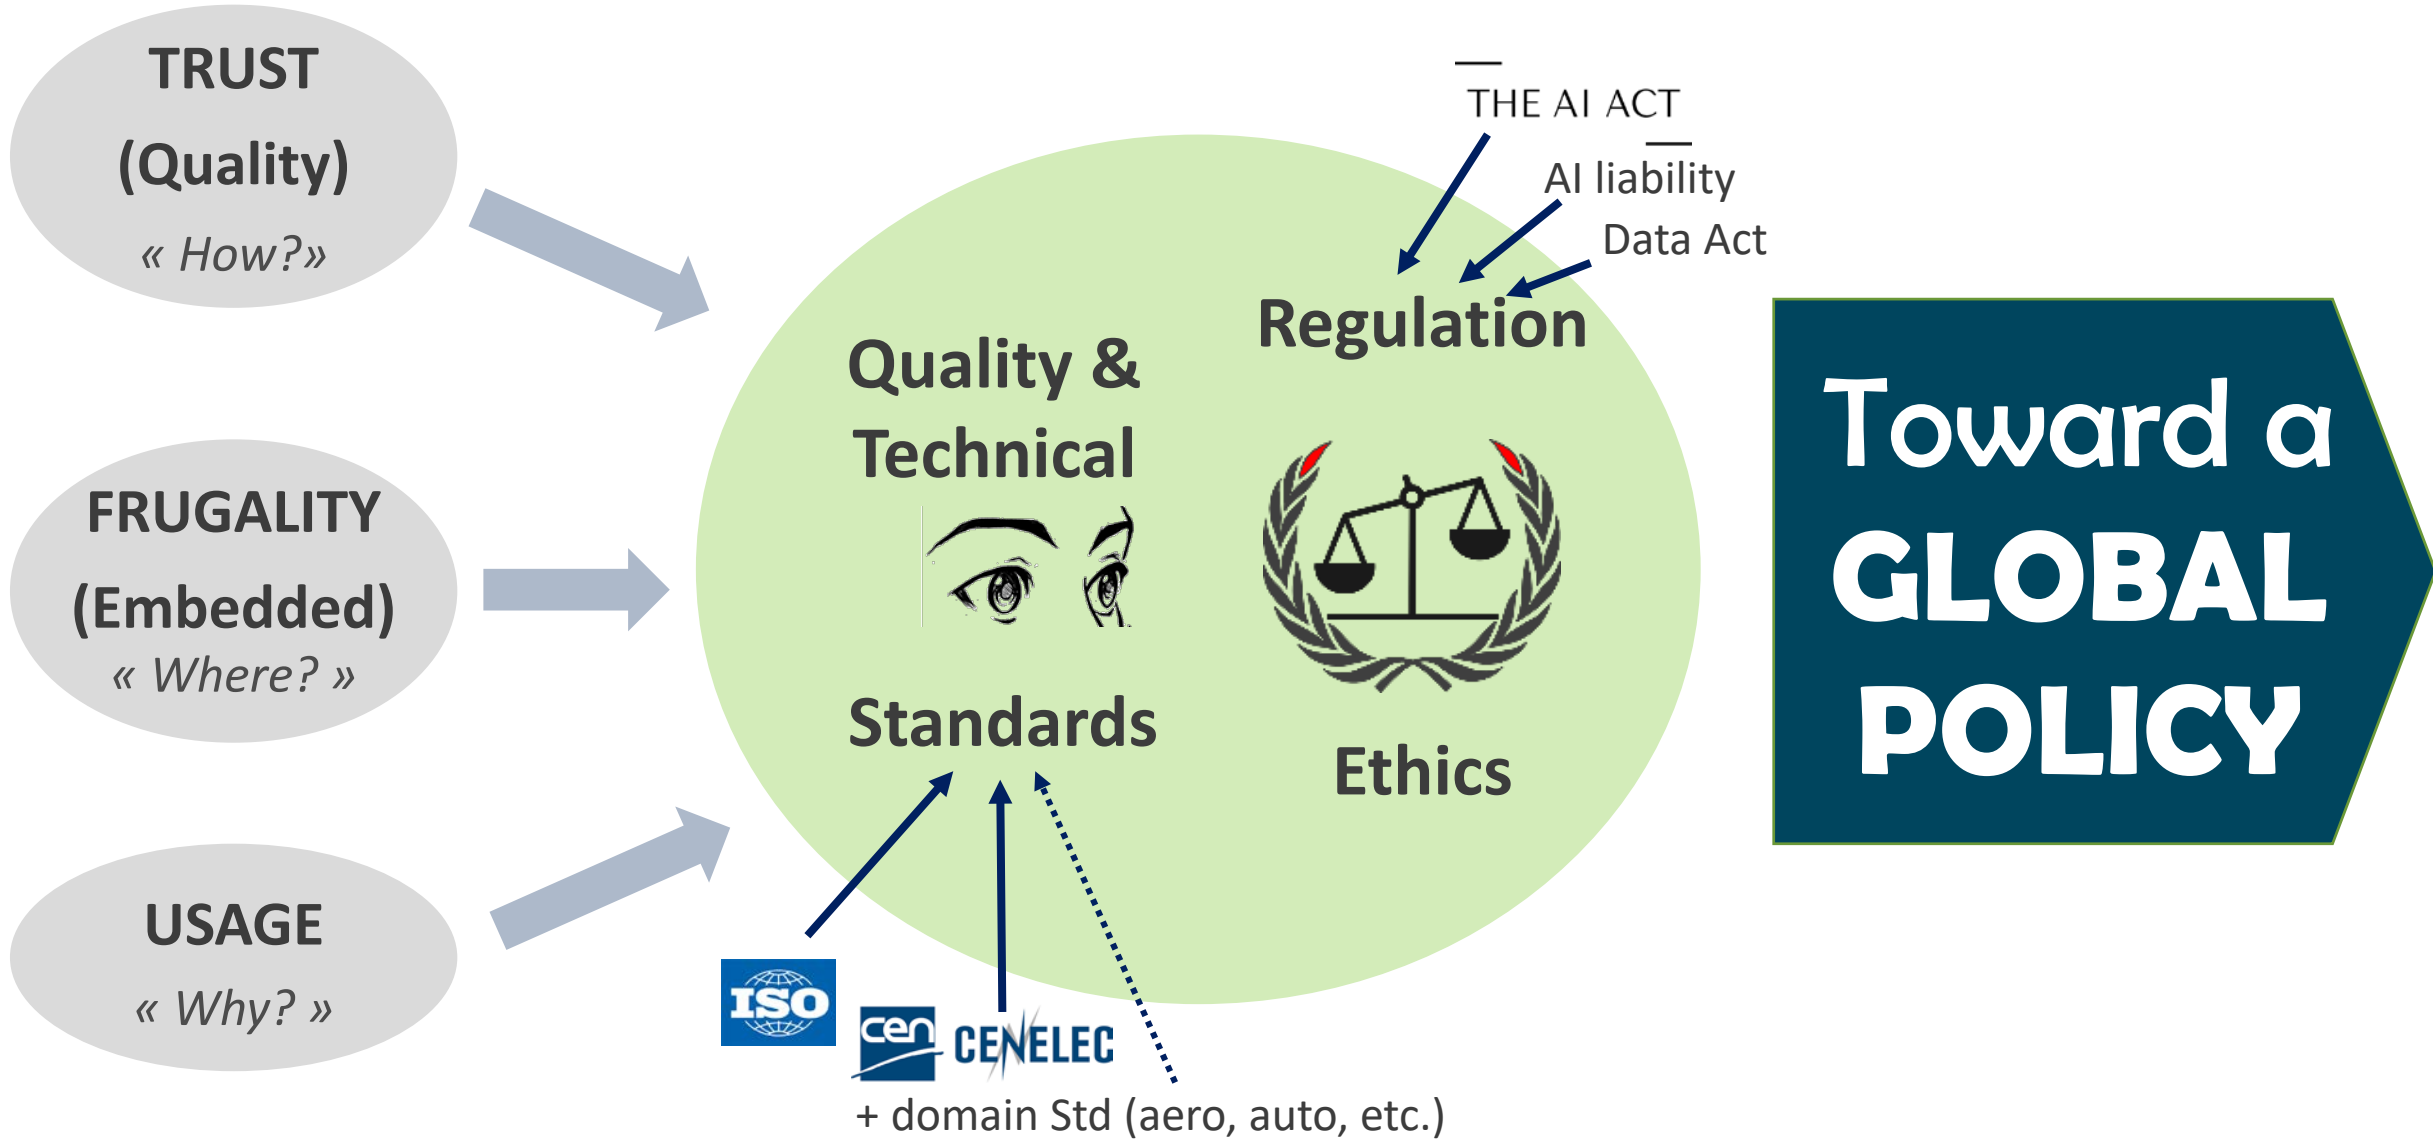 TRUST
(Quality)
« How?»
FRUGALITY
(Embedded)
« Where? »
USAGE
« Why? »
THE AI ACT
AI liability
Data Act
Regulation
Quality &
Technical
Standards
Ethics
ISO
cen CENELEC
+ domain Std (aero, auto, etc.)
Toward a
GLOBAL
POLICY